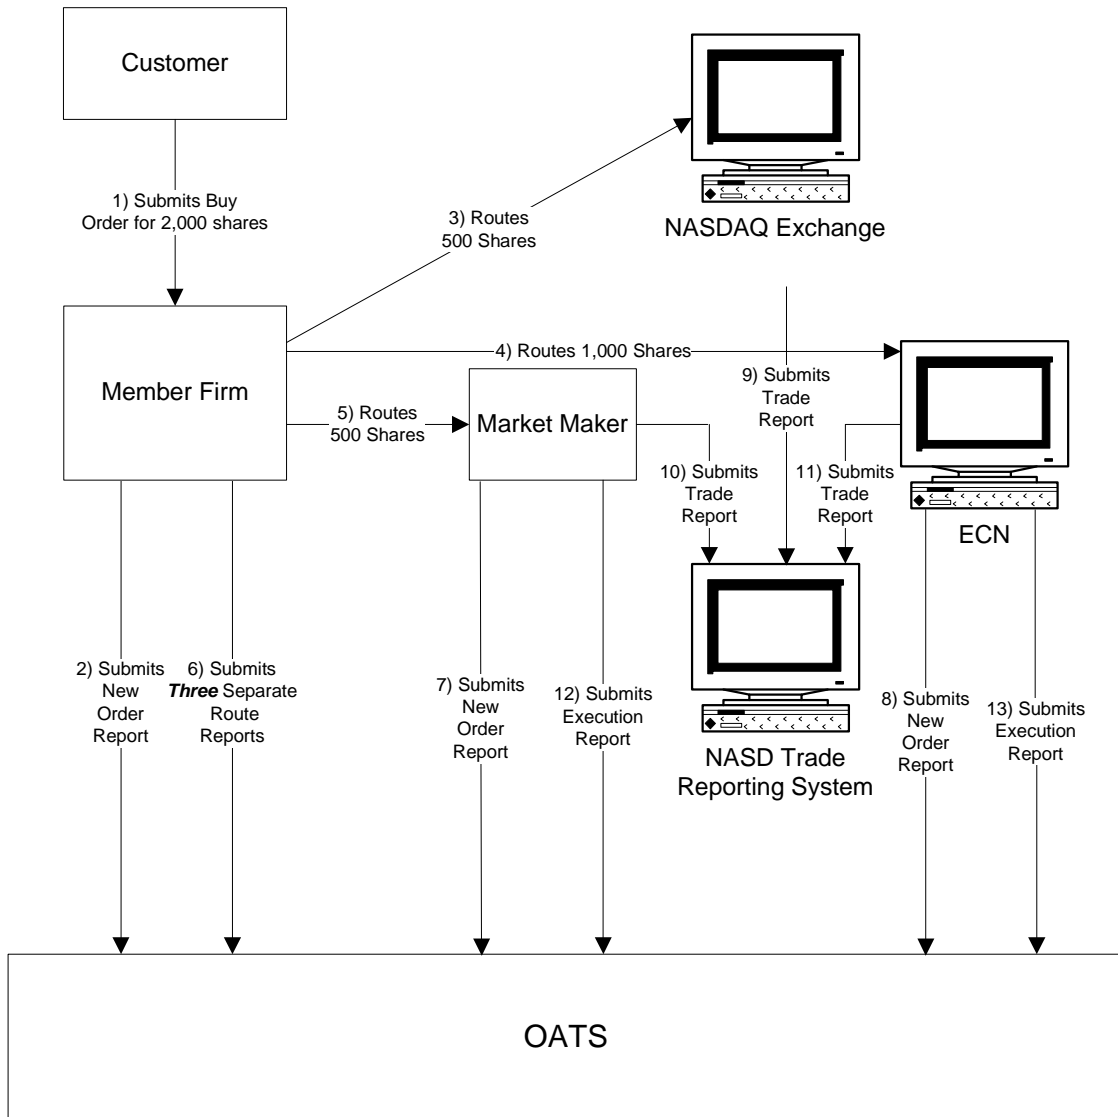 Customer
1) Submits Buy
Order for 2,000 shares
3) Routes
500 Shares
NASDAQ Exchange
Member Firm
4) Routes 1,000 Shares
5) Routes
500 Shares
Market Maker
9) Submits
Trade
Report
10) Submits
Trade
Report
11) Submits
Trade
Report
ECN
2) Submits
New
Order
Report
6) Submits
Three Separate
Route
Reports
7) Submits
New
Order
Report
12) Submits
Execution
Report
NASD Trade
Reporting System
8) Submits
New
Order
Report
13) Submits
Execution
Report
OATS